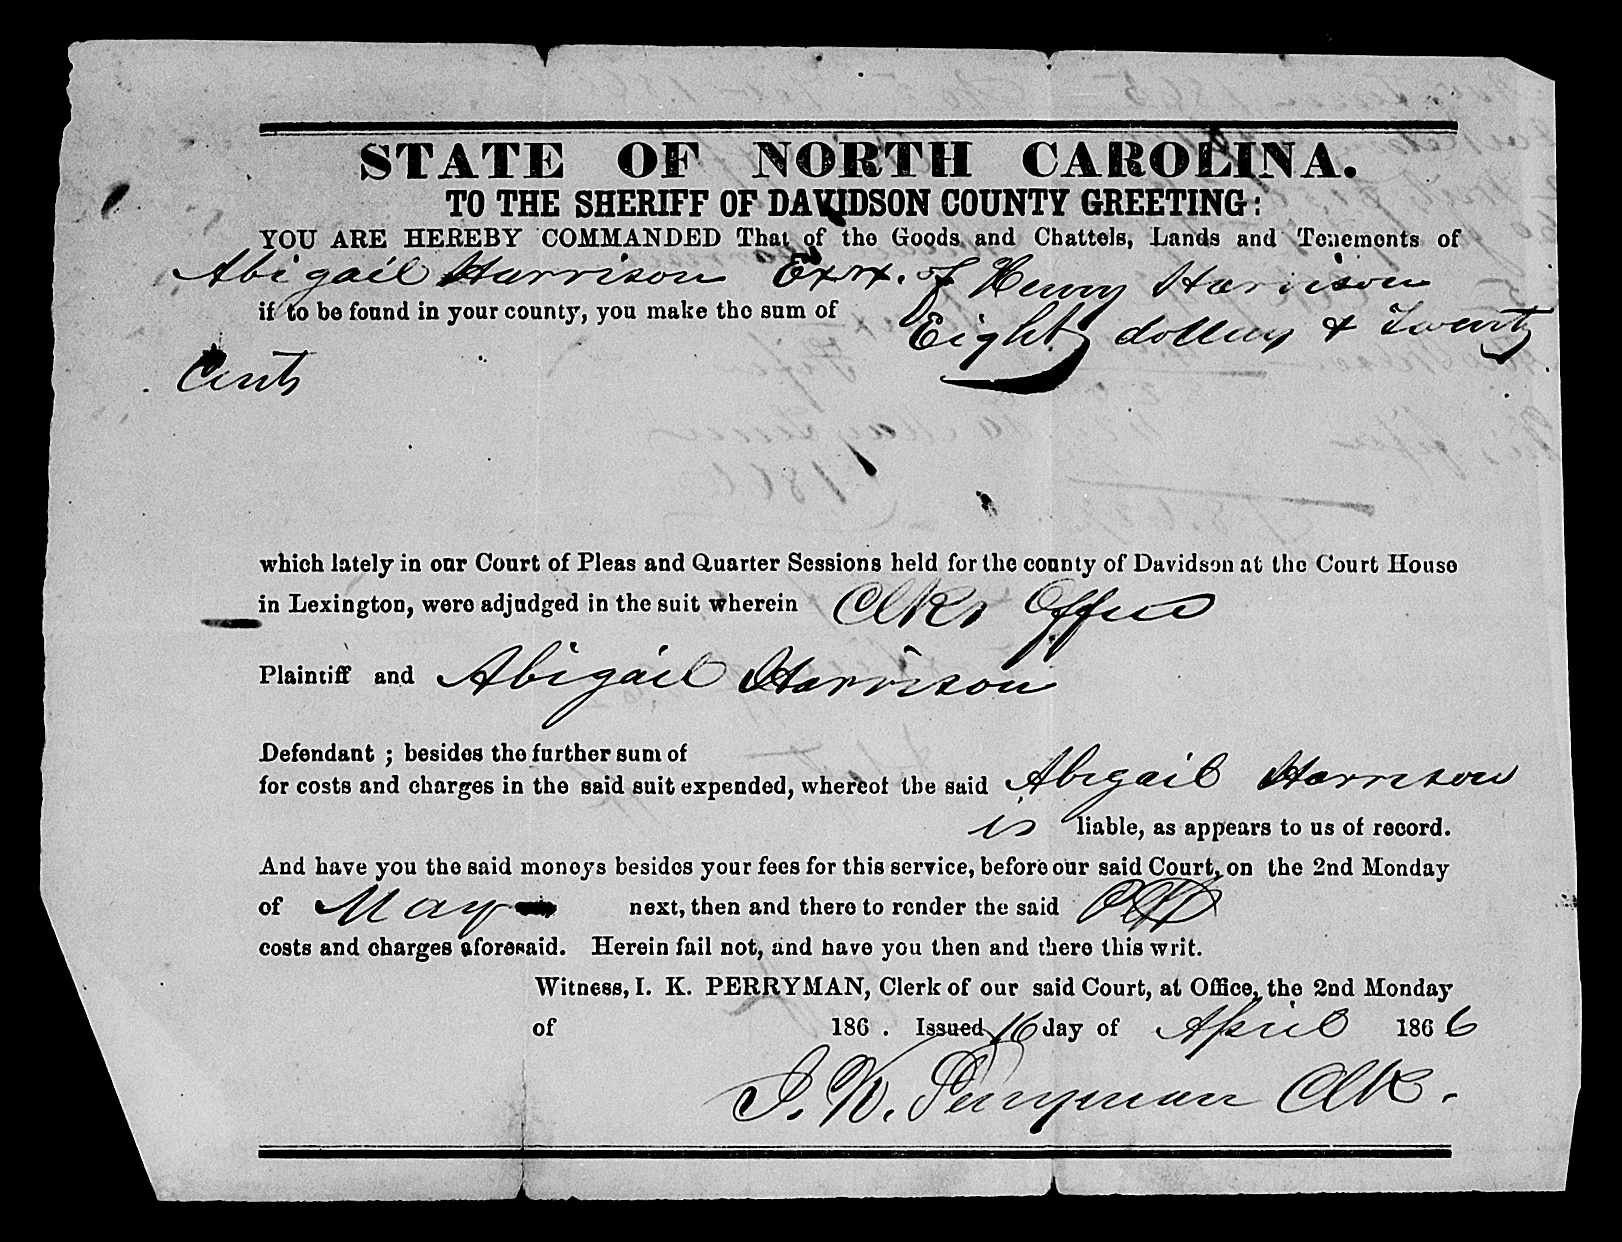 STATE OF NORTH CAROLINA.
TO THE SHERIFF OF DAVIDSON COUNTY GREETING:
YOU ARE HEREBY COMMANDED That of the Goods and Chattels, Lands and Tenements of
Abigail Harrison Exrx. of Henry Harrison
if to be found in your county, you make the sum of Eight dollars & Twenty
Cents
which lately in our Court of Pleas and Quarter Sessions held for the county of Davidson at the Court House
in Lexington, were adjudged in the suit wherein Clks Office
Plaintiff and Abigail Harrison
Defendant ; besides the further sum of
for costs and charges in the said suit expended, whereof the said Abigail Harrison
is liable, as appears to us of record.
And have you the said moneys besides your fees for this service, before our said Court, on the 2nd Monday
of May next, then and there to render the said
costs and charges aforesaid. Herein fail not, and have you then and there this writ.
Witness, I. K. PERRYMAN, Clerk of our said Court, at Office, the 2nd Monday
of 186 . Issued 16 day of April 1866
I. K. Perryman Clk.